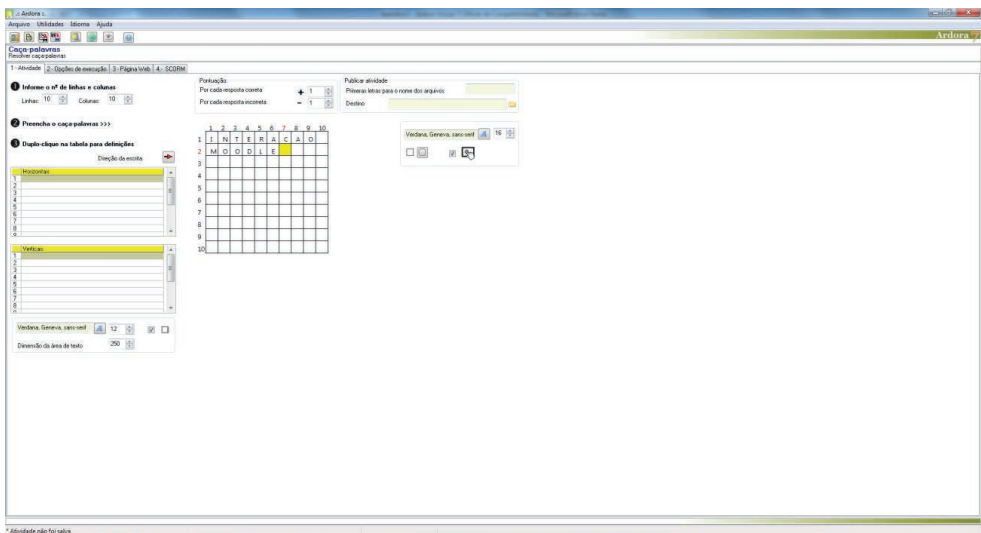 .: Ardora :.
Arquivo Utilidades Idioma Ajuda
Ardora 7
Caça-palavras
Resolver caça-palavras
1 - Atividade 2 - Opções de execução 3 - Página Web 4 - SCORM
1 Informe o nº de linhas e colunas
Linhas: 10 Colunas: 10
2 Preencha o caça-palavras >>>
3 Duplo-clique na tabela para definições
Direção da escrita
Horizontais
1
2
3
4
5
6
7
8
9
Verticais
1
2
3
4
5
6
7
8
9
Verdana, Geneva, sans-serif 12
Dimensão da área de texto 250
Pontuação
Por cada resposta correta + 1
Por cada resposta incorreta - 1
1 2 3 4 5 6 7 8 9 10
1 I N T E R A C A O
2 M O O D L E
3
4
5
6
7
8
9
10
Publicar atividade
Primeiras letras para o nome dos arquivos
Destino
Verdana, Geneva, sans-serif 16
* Atividade não foi salva